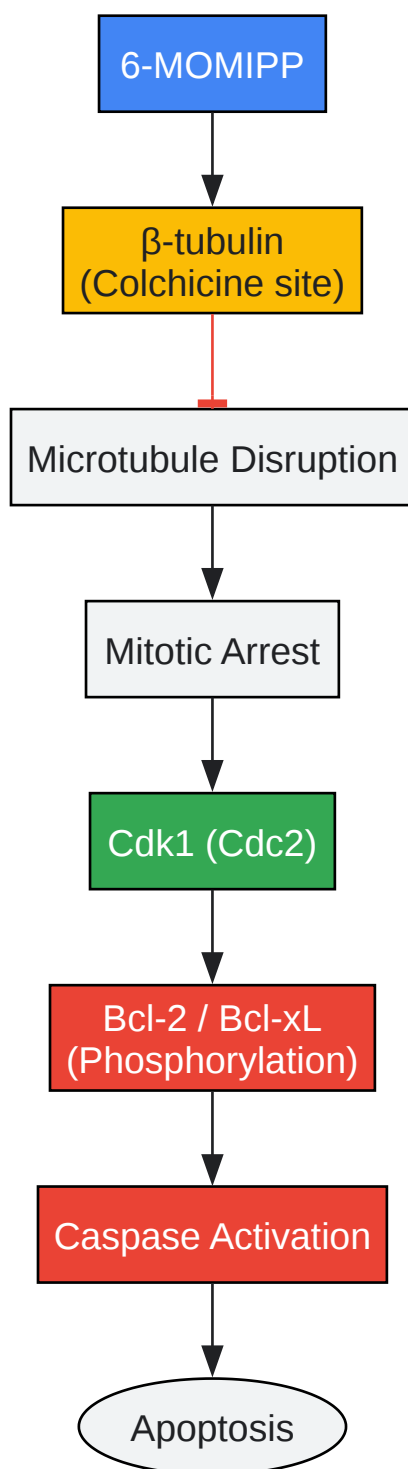 6-MOMIPP
β-tubulin
(Colchicine site)
Microtubule Disruption
Mitotic Arrest
Cdk1 (Cdc2)
Bcl-2 / Bcl-xL
(Phosphorylation)
Caspase Activation
Apoptosis